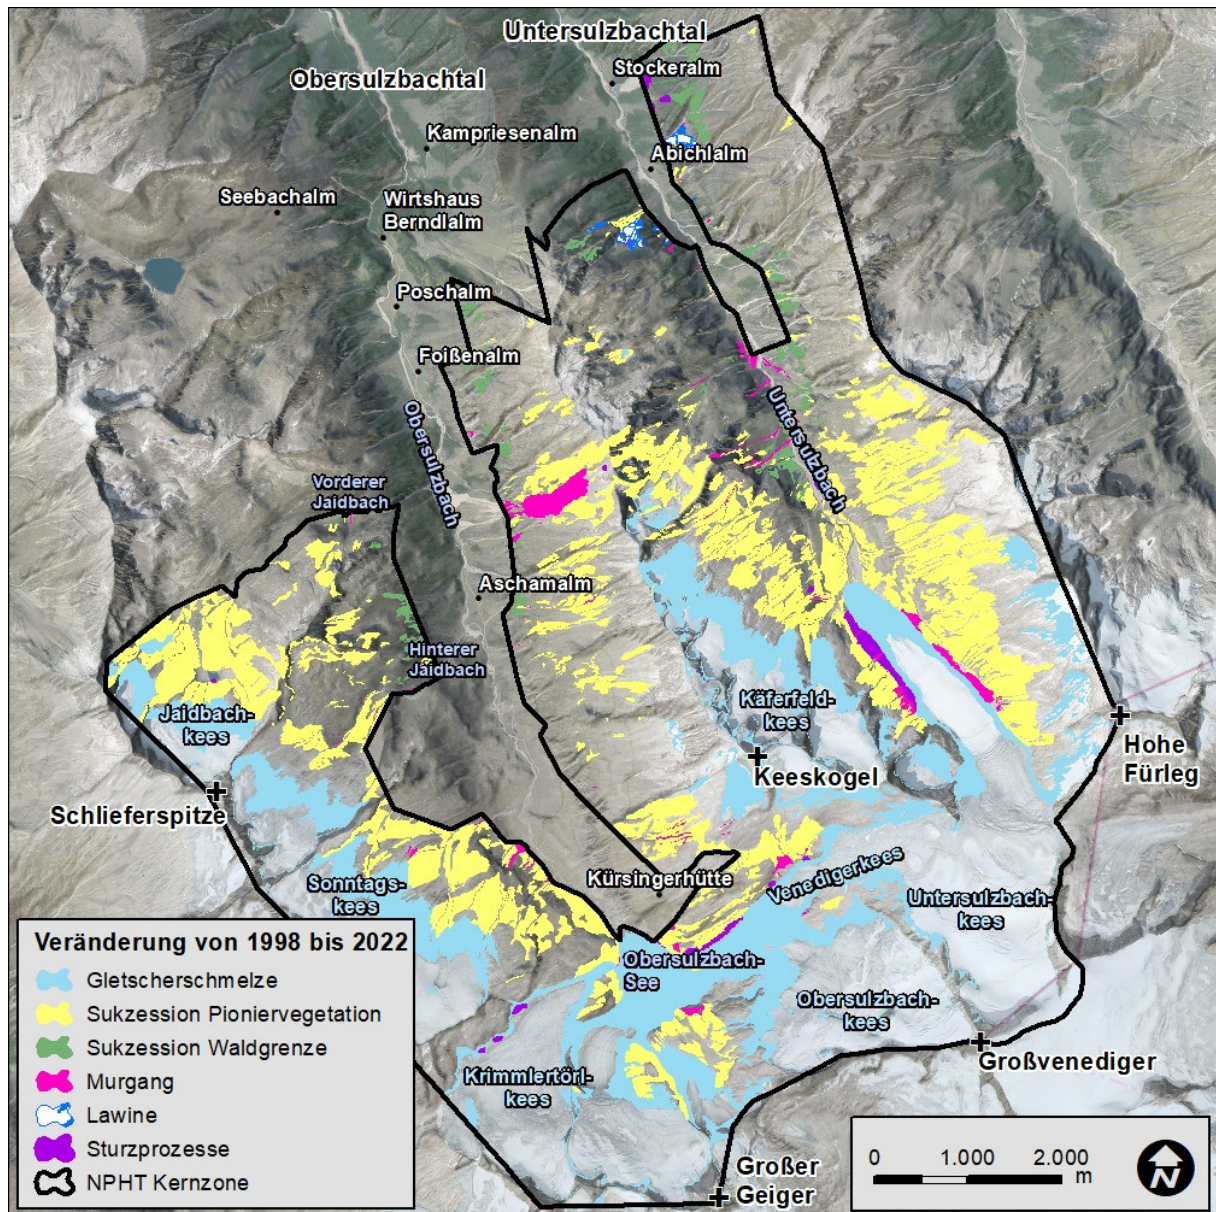 Untersulzbachtal
Stockeralm
Obersulzbachtal
Kampriesenalm
Abichlalm
Seebachalm
Wirtshaus
Berndlalm
Poschalm
Foißenalm
Obersulzbach
Untersulzbach
Vorderer
Jaidbach
Aschamalm
Hinterer
Jaidbach
Jaidbach-
kees
Käferfeld-
kees
Keeskogel
Hohe
Fürleg
Schlieferspitze
Sonntags-
kees
Kürsingerhütte
Venedigerkees
Untersulzbach-
kees
Obersulzbach-
See
Obersulzbach-
kees
Großvenediger
Krimmlertörl-
kees
Großer
Geiger
Veränderung von 1998 bis 2022
Gletscherschmelze
Sukzession Pioniervegetation
Sukzession Waldgrenze
Murgang
Lawine
Sturzprozesse
NPHT Kernzone
0 1.000 2.000
m
N